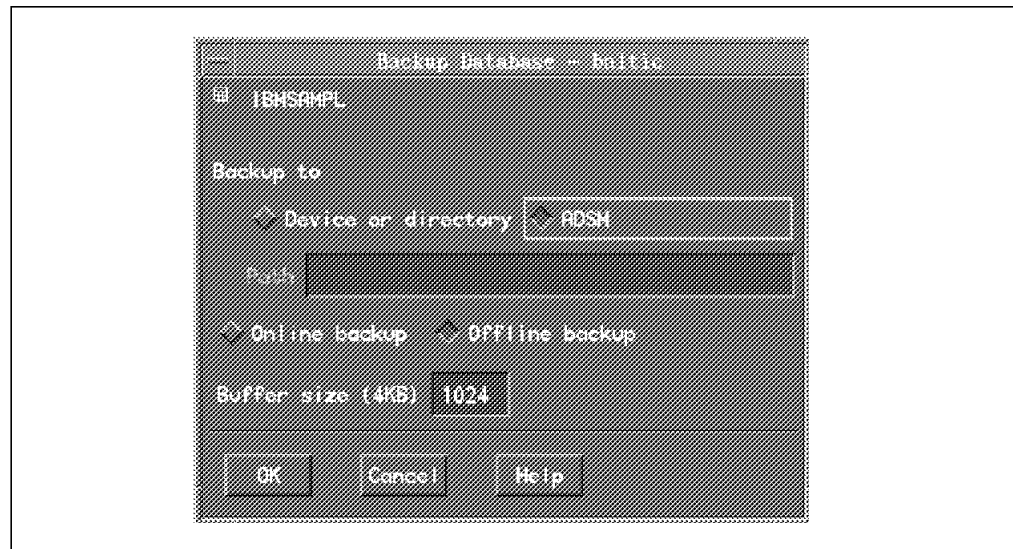 Backup Database - baltic
IBMSAMPL
Backup to
Device or directory ADSM
Path
Online backup Offline backup
Buffer size (4KB) 1024
OK Cancel Help